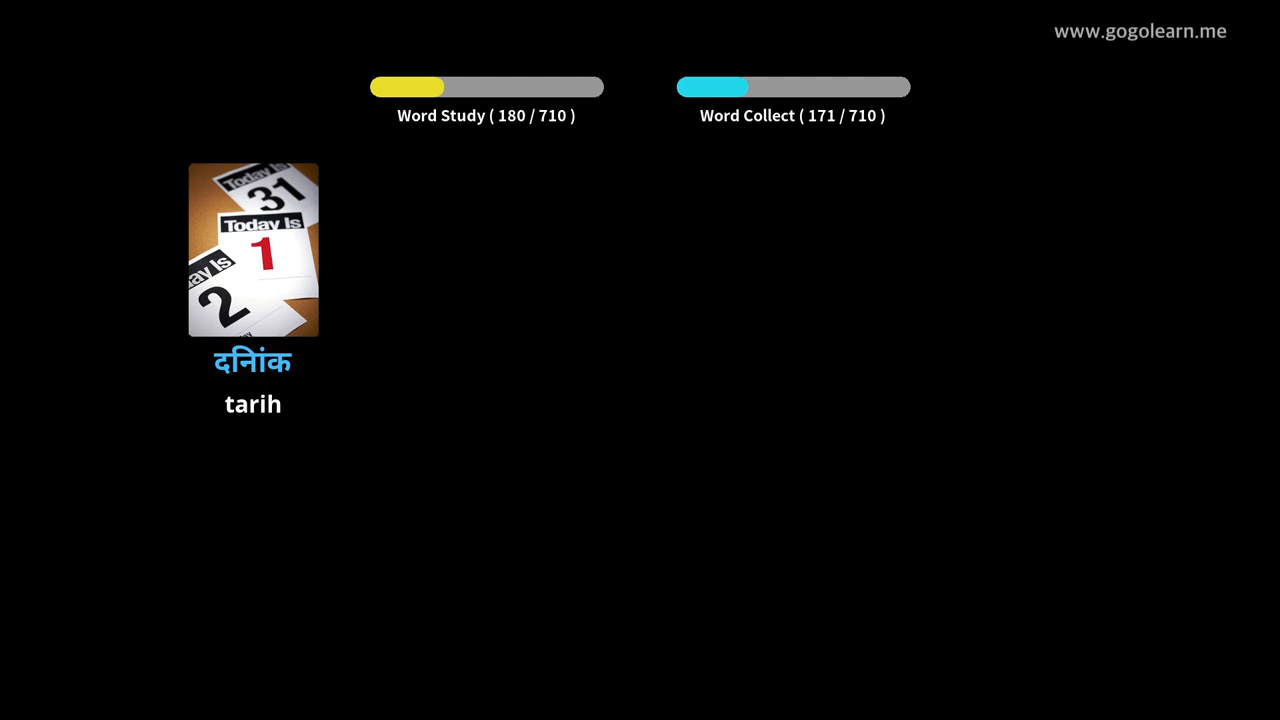 www.gogolearn.me
Word Study ( 180 / 710 )
Word Collect ( 171 / 710 )
Today Is
31
Today Is
1
ay Is
2
दिनांक
tarih